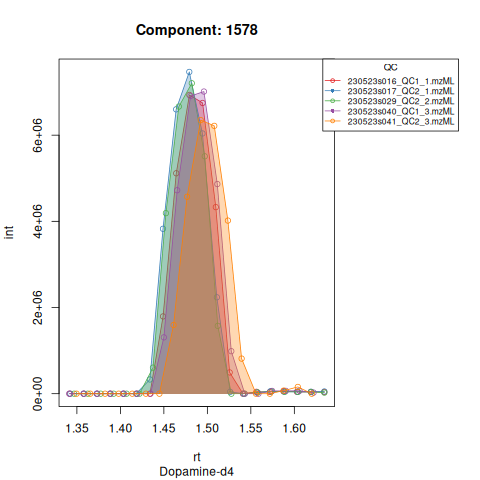 Component: 1578
QC
230523s016_QC1_1.mzML
230523s017_QC2_1.mzML
230523s029_QC2_2.mzML
230523s040_QC1_3.mzML
230523s041_QC2_3.mzML
int
0e+00
2e+06
4e+06
6e+06
1.35 1.40 1.45 1.50 1.55 1.60
rt
Dopamine-d4